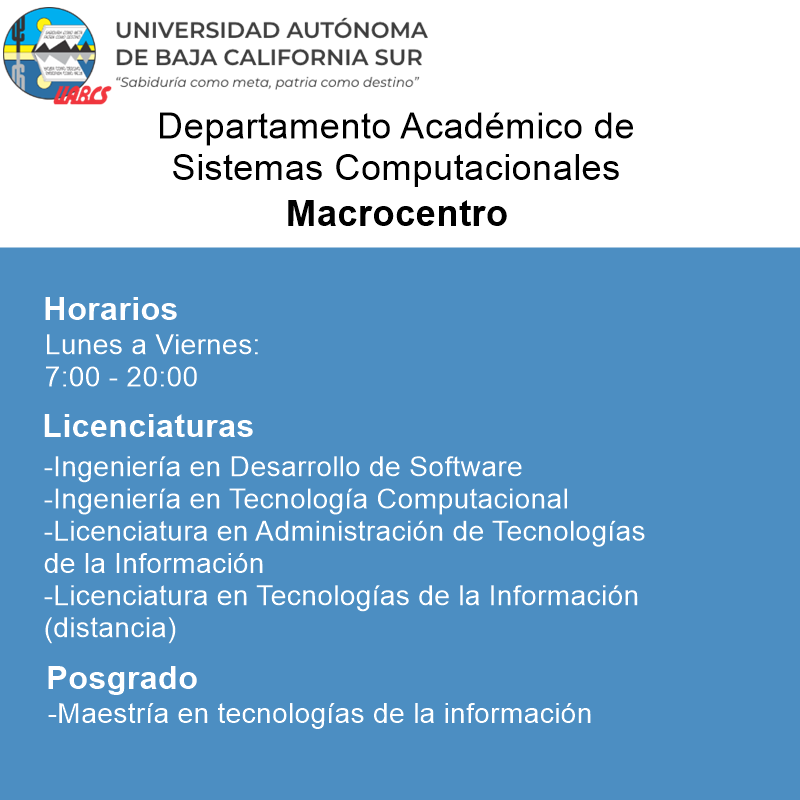 UNIVERSIDAD AUTÓNOMA
DE BAJA CALIFORNIA SUR
“Sabiduría como meta, patria como destino”
UABCS
Departamento Académico de
Sistemas Computacionales
Macrocentro
Horarios
Lunes a Viernes:
7:00 - 20:00
Licenciaturas
-Ingeniería en Desarrollo de Software
-Ingeniería en Tecnología Computacional
-Licenciatura en Administración de Tecnologías
de la Información
-Licenciatura en Tecnologías de la Información
(distancia)
Posgrado
-Maestría en tecnologías de la información